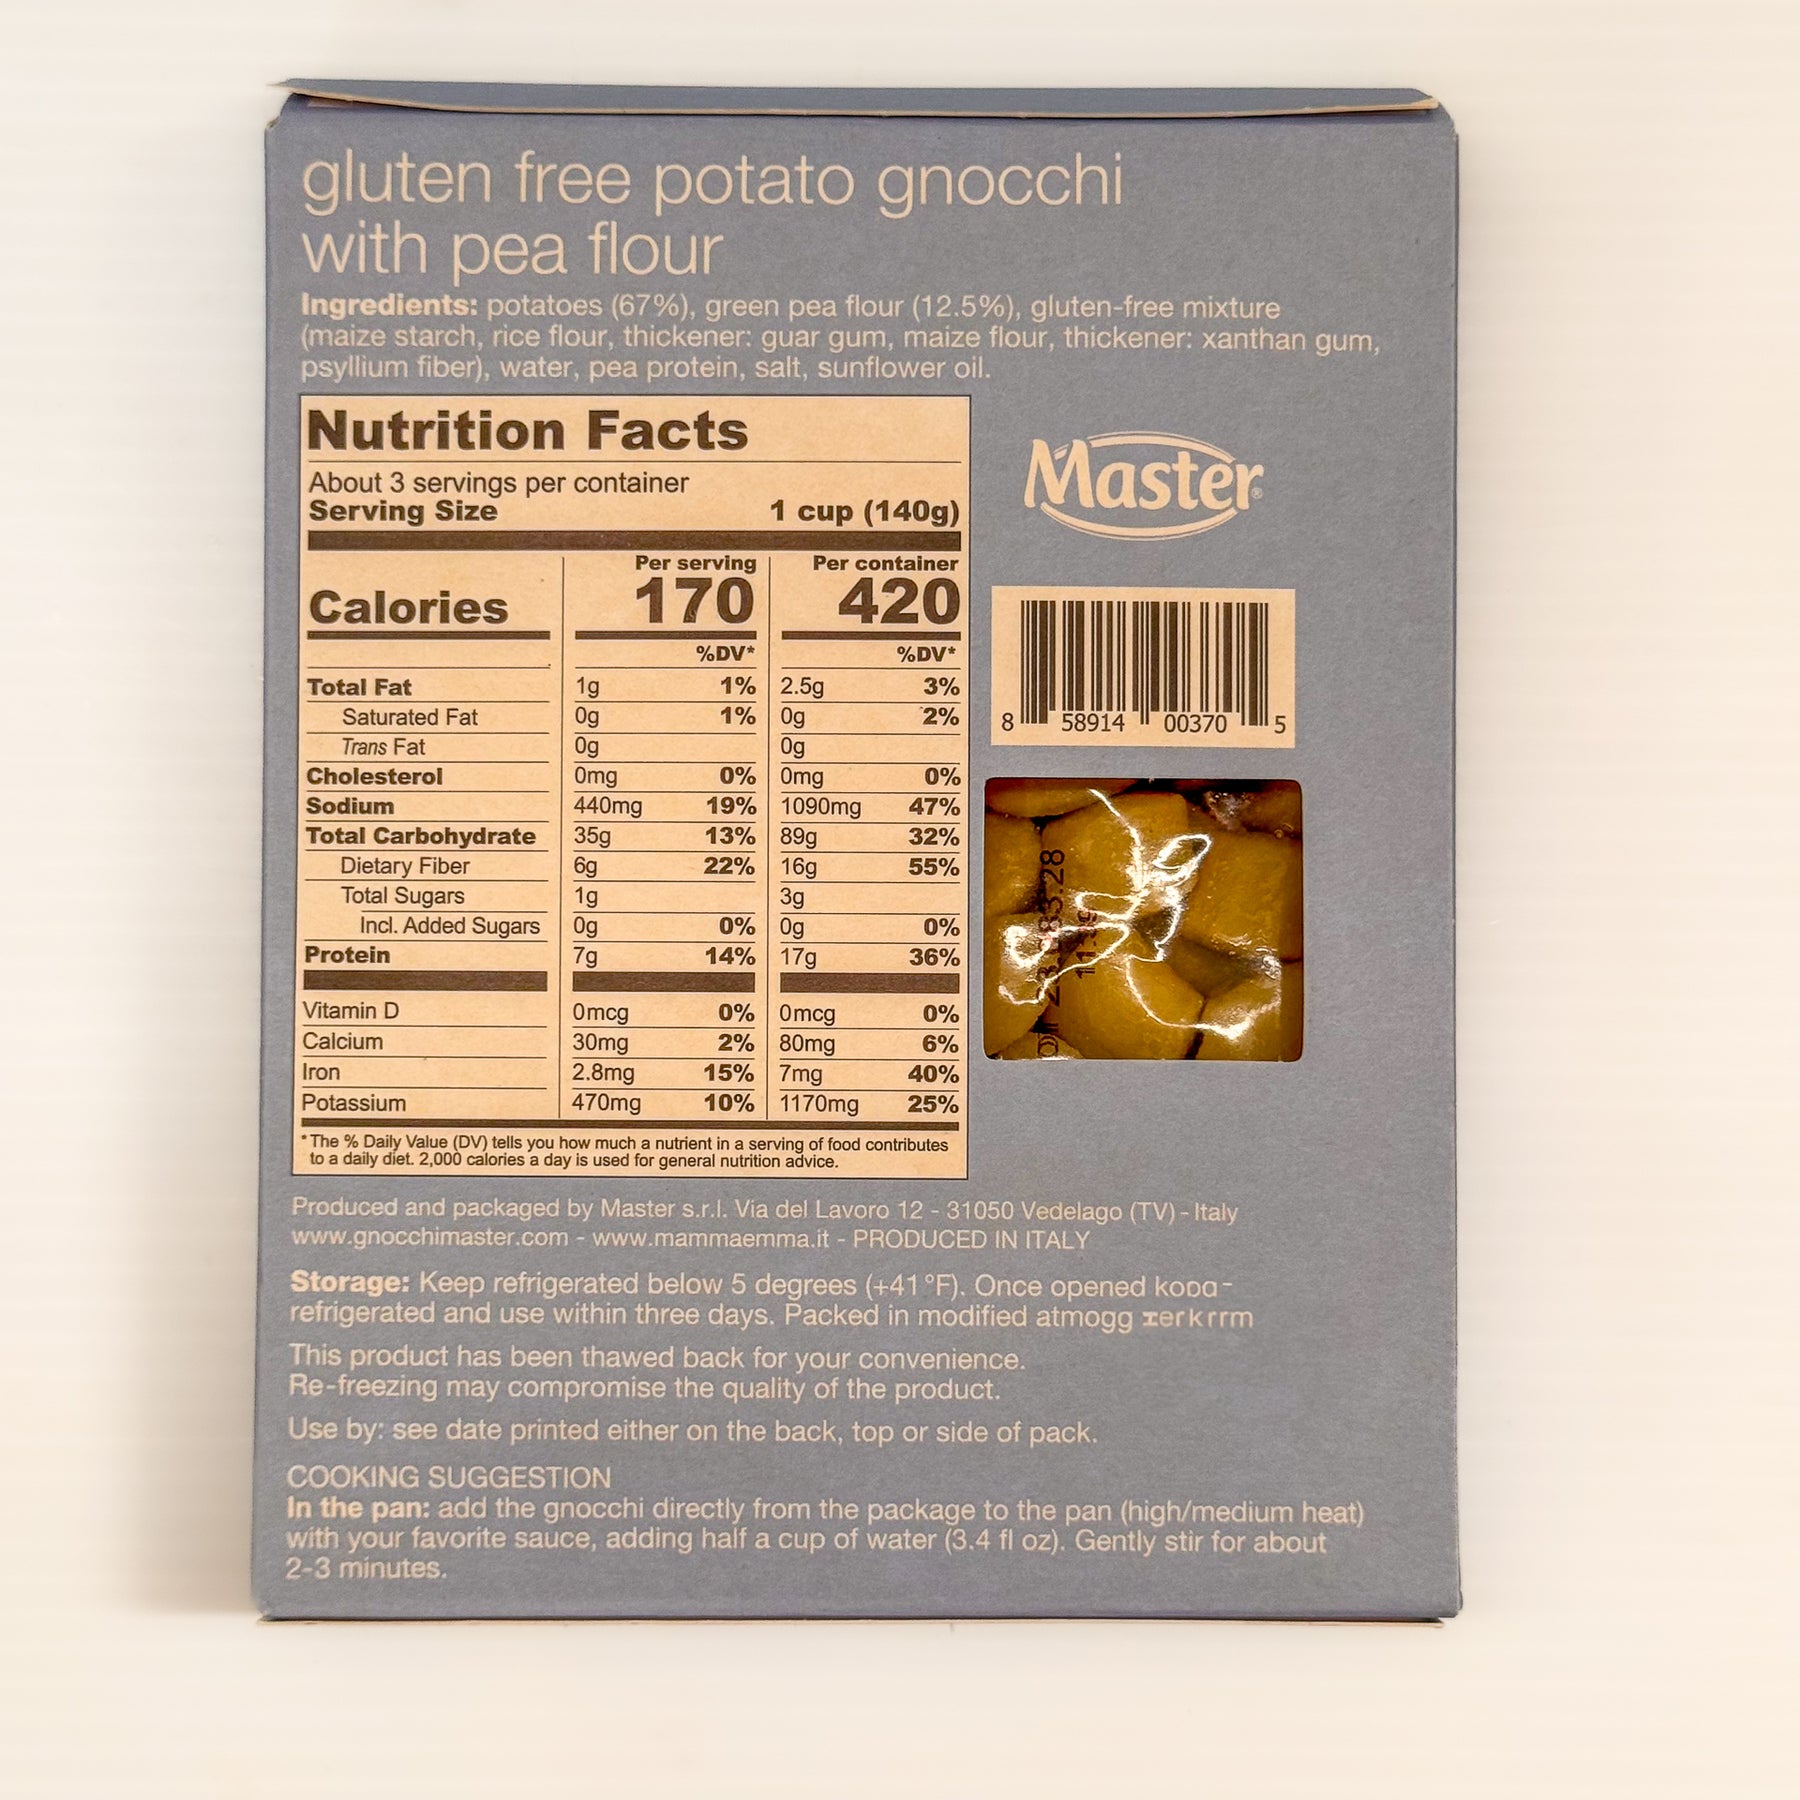 gluten free potato gnocchi
with pea flour
Ingredients: potatoes (67%), green pea flour (12.5%), gluten-free mixture
(maize starch, rice flour, thickener: guar gum, maize flour, thickener: xanthan gum,
psyllium fiber), water, pea protein, salt, sunflower oil.
Nutrition Facts
About 3 servings per container
Serving Size 1 cup (140g)
Per serving Per container
Calories 170 420
%DV* %DV*
Total Fat 1g 1% 2.5g 3%
Saturated Fat 0g 1% 0g 2%
Trans Fat 0g 0g
Cholesterol 0mg 0% 0mg 0%
Sodium 440mg 19% 1090mg 47%
Total Carbohydrate 35g 13% 89g 32%
Dietary Fiber 6g 22% 16g 55%
Total Sugars 1g 3g
Incl. Added Sugars 0g 0% 0g 0%
Protein 7g 14% 17g 36%
Vitamin D 0mcg 0% 0mcg 0%
Calcium 30mg 2% 80mg 6%
Iron 2.8mg 15% 7mg 40%
Potassium 470mg 10% 1170mg 25%
*The % Daily Value (DV) tells you how much a nutrient in a serving of food contributes
to a daily diet. 2,000 calories a day is used for general nutrition advice.
Master®
8 58914 00370 5
Produced and packaged by Master s.r.l. Via del Lavoro 12 - 31050 Vedelago (TV) - Italy
www.gnocchimaster.com - www.mammaemma.it - PRODUCED IN ITALY
Storage: Keep refrigerated below 5 degrees (+41°F). Once opened
refrigerated and use within three days. Packed in modified
This product has been thawed back for your convenience.
Re-freezing may compromise the quality of the product.
Use by: see date printed either on the back, top or side of pack.
COOKING SUGGESTION
In the pan: add the gnocchi directly from the package to the pan (high/medium heat)
with your favorite sauce, adding half a cup of water (3.4 fl oz). Gently stir for about
2-3 minutes.